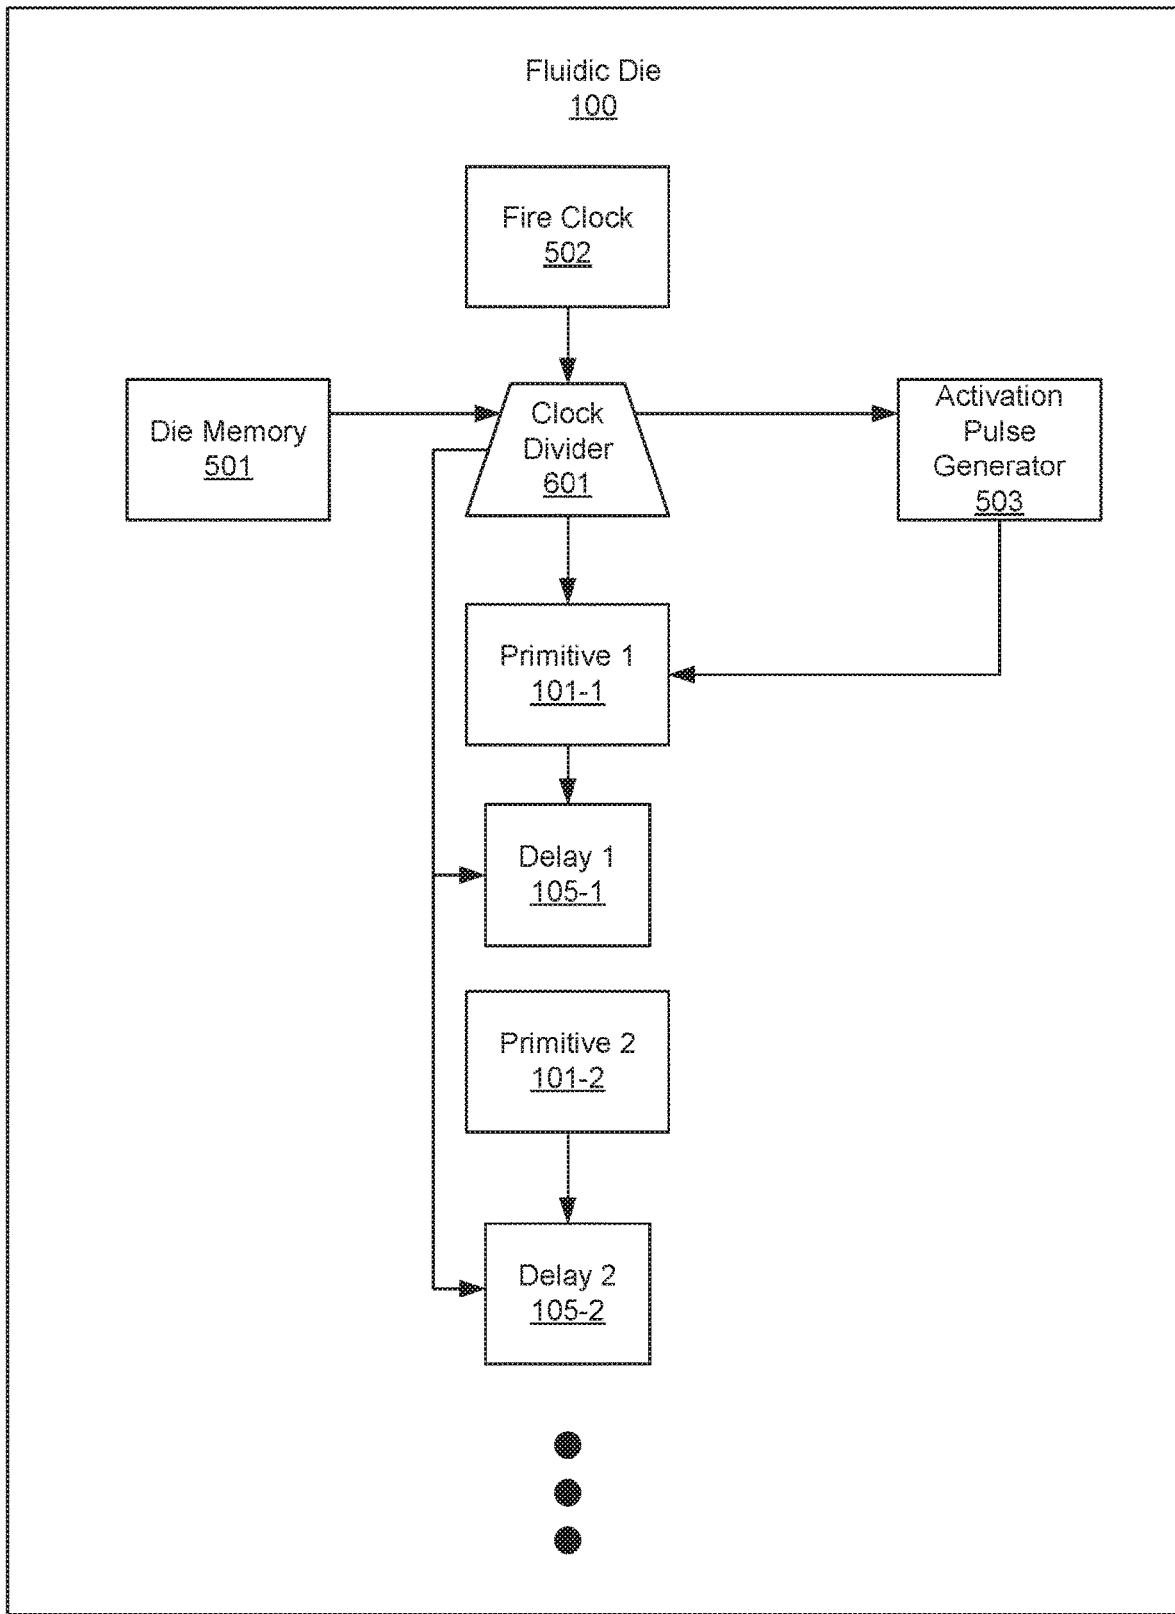 Fluidic Die
100
Fire Clock
502
Die Memory
501
Clock
Divider
601
Activation
Pulse
Generator
503
Primitive 1
101-1
Delay 1
105-1
Primitive 2
101-2
Delay 2
105-2